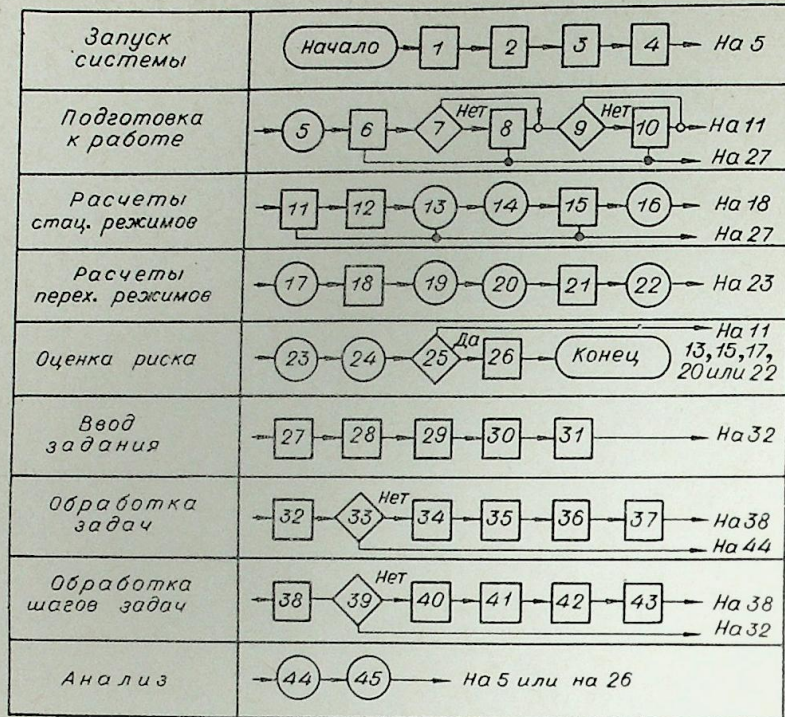 Запуск системы
Начало 1 2 3 4 На 5
Подготовка к работе
5 6 7 Нет 8 9 Нет 10 На 11
На 27
Расчеты стац. режимов
11 12 13 14 15 16 На 18
На 27
Расчеты перех. режимов
17 18 19 20 21 22 На 23
Оценка риска
23 24 25 Да 26 Конец
На 11
13, 15, 17,
20 или 22
Ввод задания
27 28 29 30 31 На 32
Обработка задач
32 33 Нет 34 35 36 37 На 38
На 44
Обработка шагов задач
38 39 Нет 40 41 42 43 На 38
На 32
Анализ
44 45 На 5 или на 26